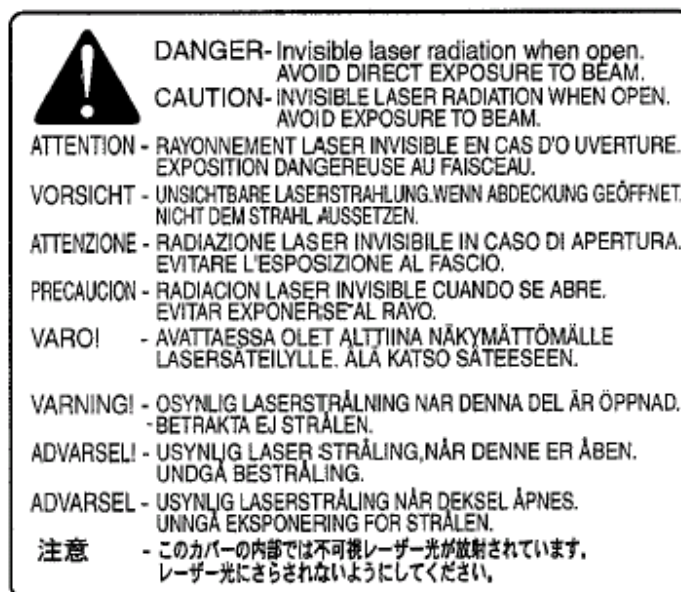 DANGER- Invisible laser radiation when open.
AVOID DIRECT EXPOSURE TO BEAM.
CAUTION- INVISIBLE LASER RADIATION WHEN OPEN.
AVOID EXPOSURE TO BEAM.
ATTENTION - RAYONNEMENT LASER INVISIBLE EN CAS D'O UVERTURE.
EXPOSITION DANGEREUSE AU FAISCEAU.
VORSICHT - UNSICHTBARE LASERSTRAHLUNG.WENN ABDECKUNG GEÖFFNET.
NICHT DEM STRAHL AUSSETZEN.
ATTENZIONE - RADIAZIONE LASER INVISIBILE IN CASO DI APERTURA.
EVITARE L'ESPOSIZIONE AL FASCIO.
PRECAUCION - RADIACION LASER INVISIBLE CUANDO SE ABRE.
EVITAR EXPONERSE AL RAYO.
VARO! - AVATTAESSA OLET ALTTIINA NÄKYMÄTTÖMÄLLE
LASERSÄTEILYLLE. ÄLÄ KATSO SÄTEESEEN.
VARNING! - OSYNLIG LASERSTRÅLNING NAR DENNA DEL ÄR ÖPPNAD.
-BETRAKTA EJ STRÅLEN.
ADVARSEL! - USYNLIG LASER STRÅLING,NÅR DENNE ER ÅBEN.
UNDGÅ BESTRÅLING.
ADVARSEL - USYNLIG LASERSTRÅLING NÅR DEKSEL ÅPNES.
UNNGÅ EKSPONERING FOR STRÅLEN.
注意 - このカバーの内部では不可視レーザー光が放射されています。
レーザー光にさらされないようにしてください。